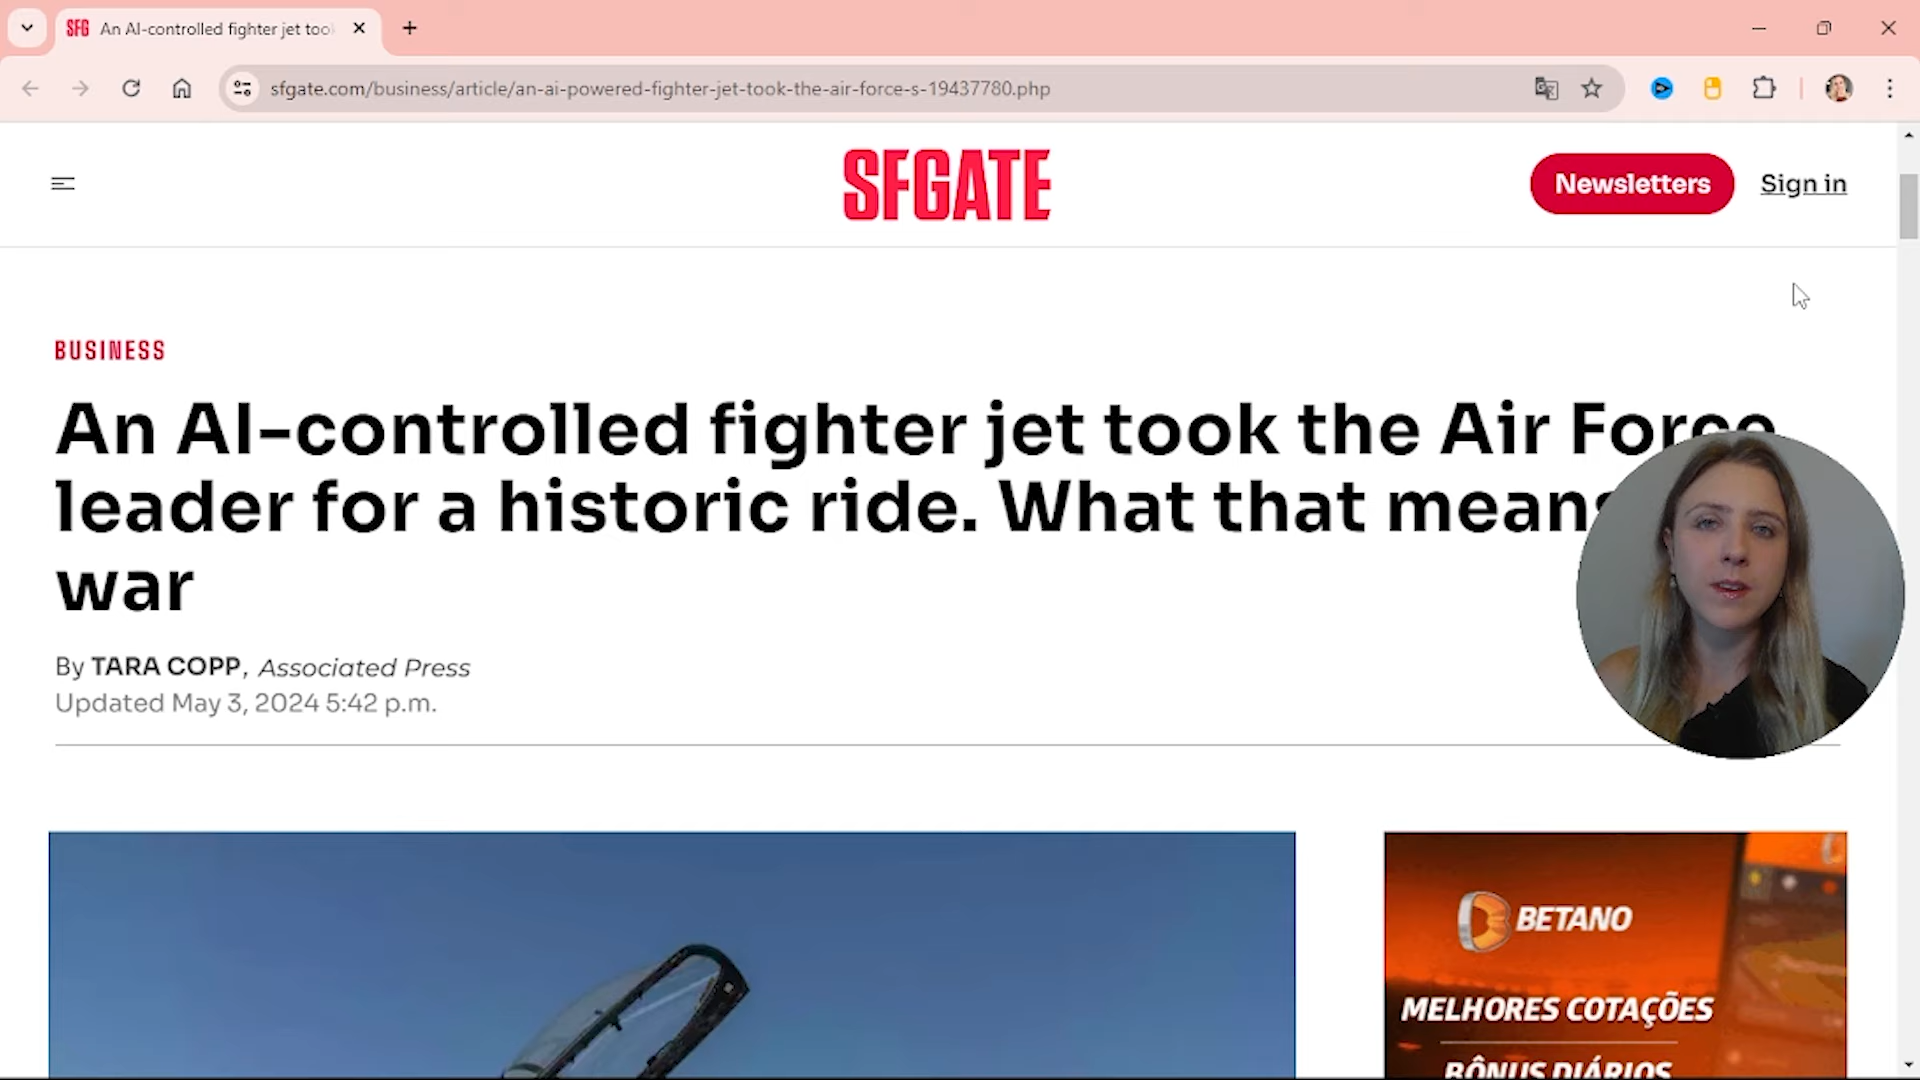 SFG An AI-controlled fighter jet too
sfgate.com/business/article/an-ai-powered-fighter-jet-took-the-air-force-s-19437780.php
SFGATE
Newsletters
Sign in
BUSINESS
An AI-controlled fighter jet took the Air Force
leader for a historic ride. What that means
war
By TARA COPP, Associated Press
Updated May 3, 2024 5:42 p.m.
BETANO
MELHORES COTAÇÕES
BÔNUS DIÁRIOS